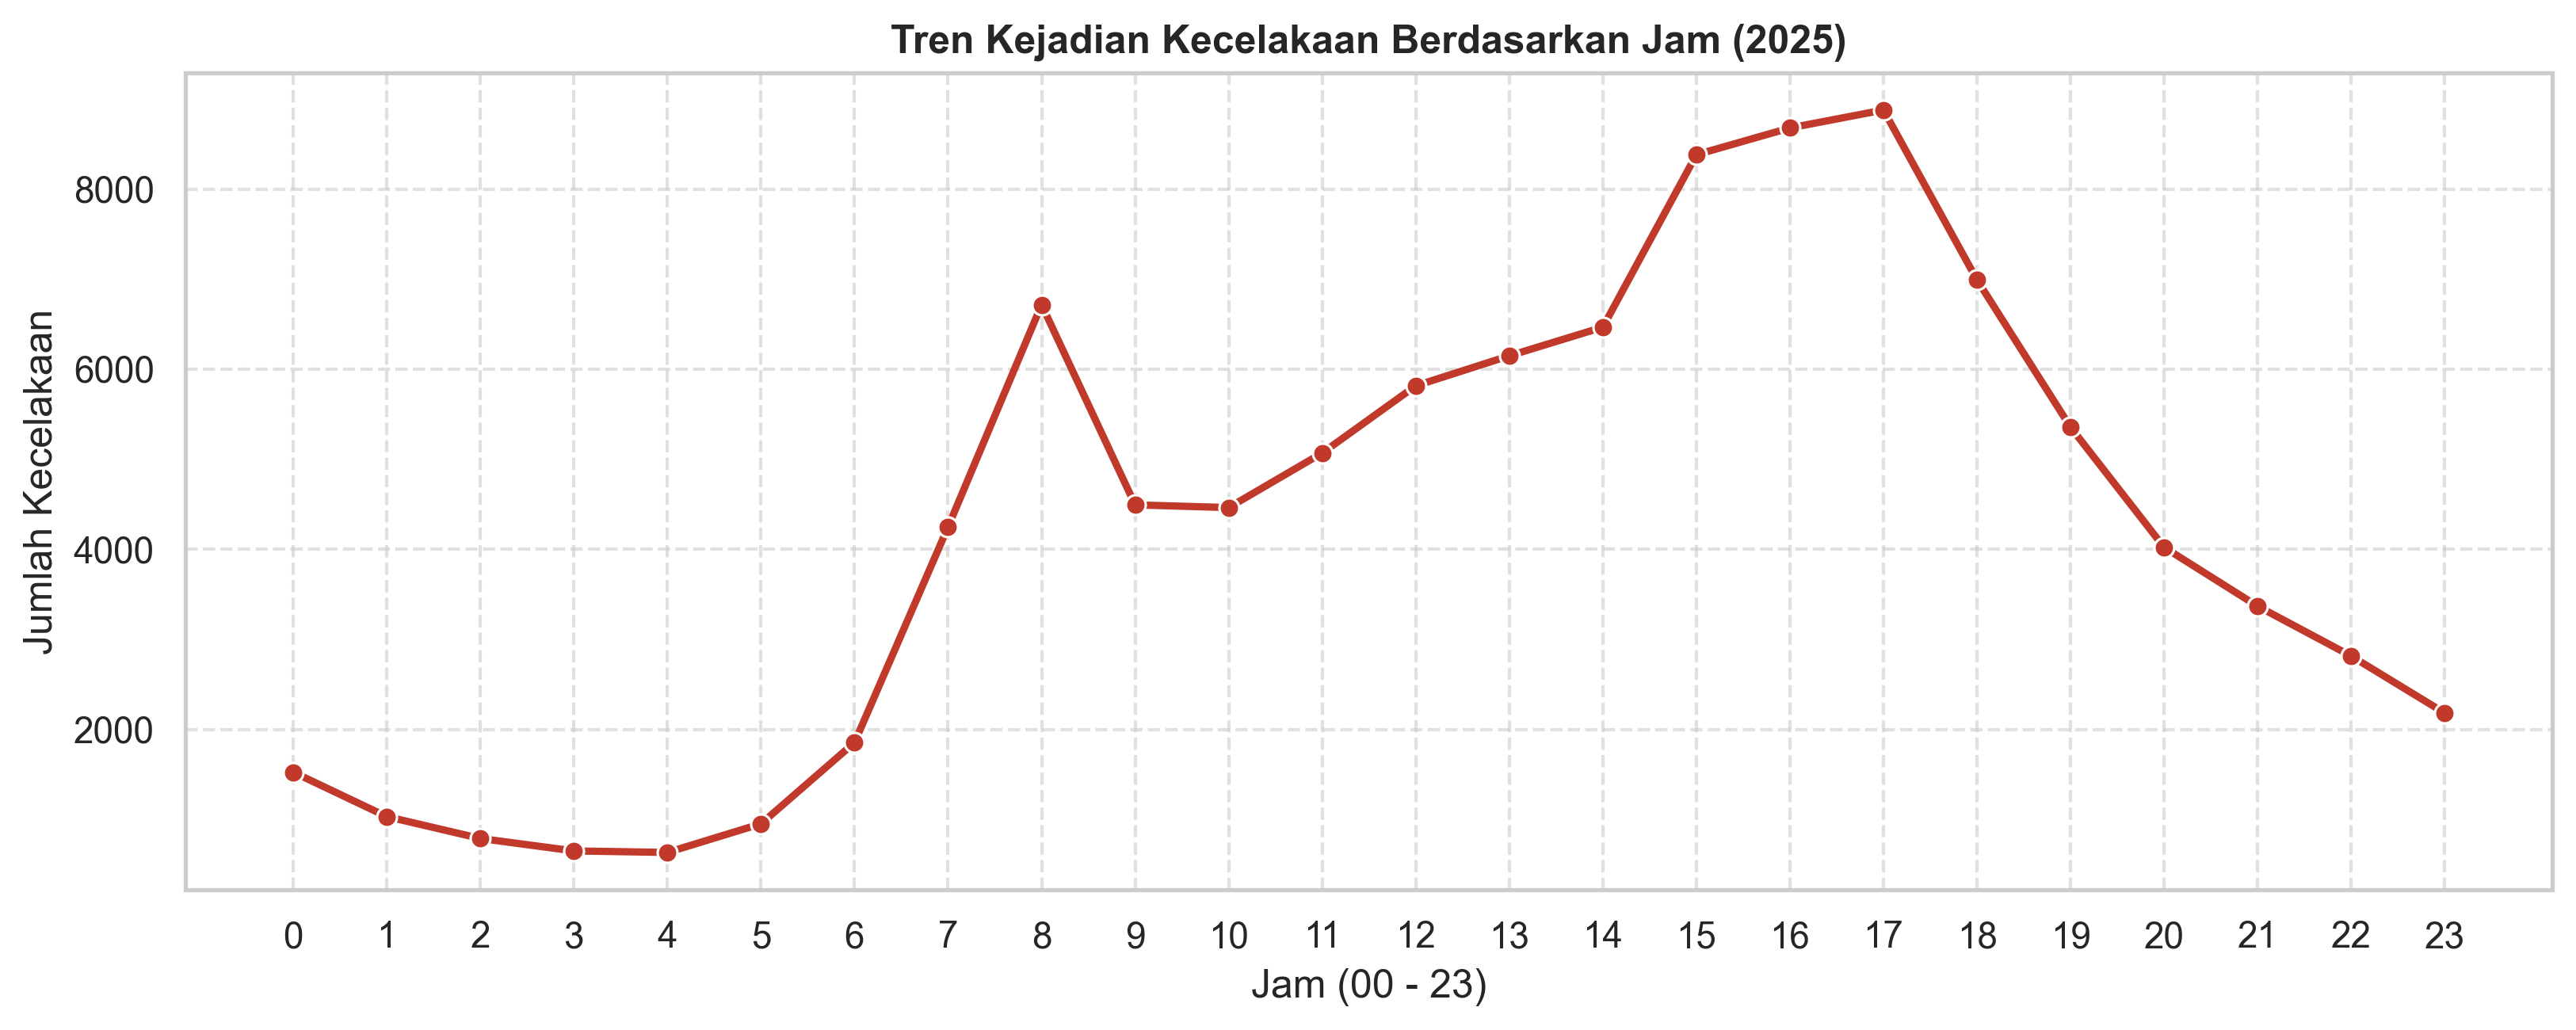 Tren Kejadian Kecelakaan Berdasarkan Jam (2025)
Jumlah Kecelakaan
8000
6000
4000
2000
0 1 2 3 4 5 6 7 8 9 10 11 12 13 14 15 16 17 18 19 20 21 22 23
Jam (00 - 23)